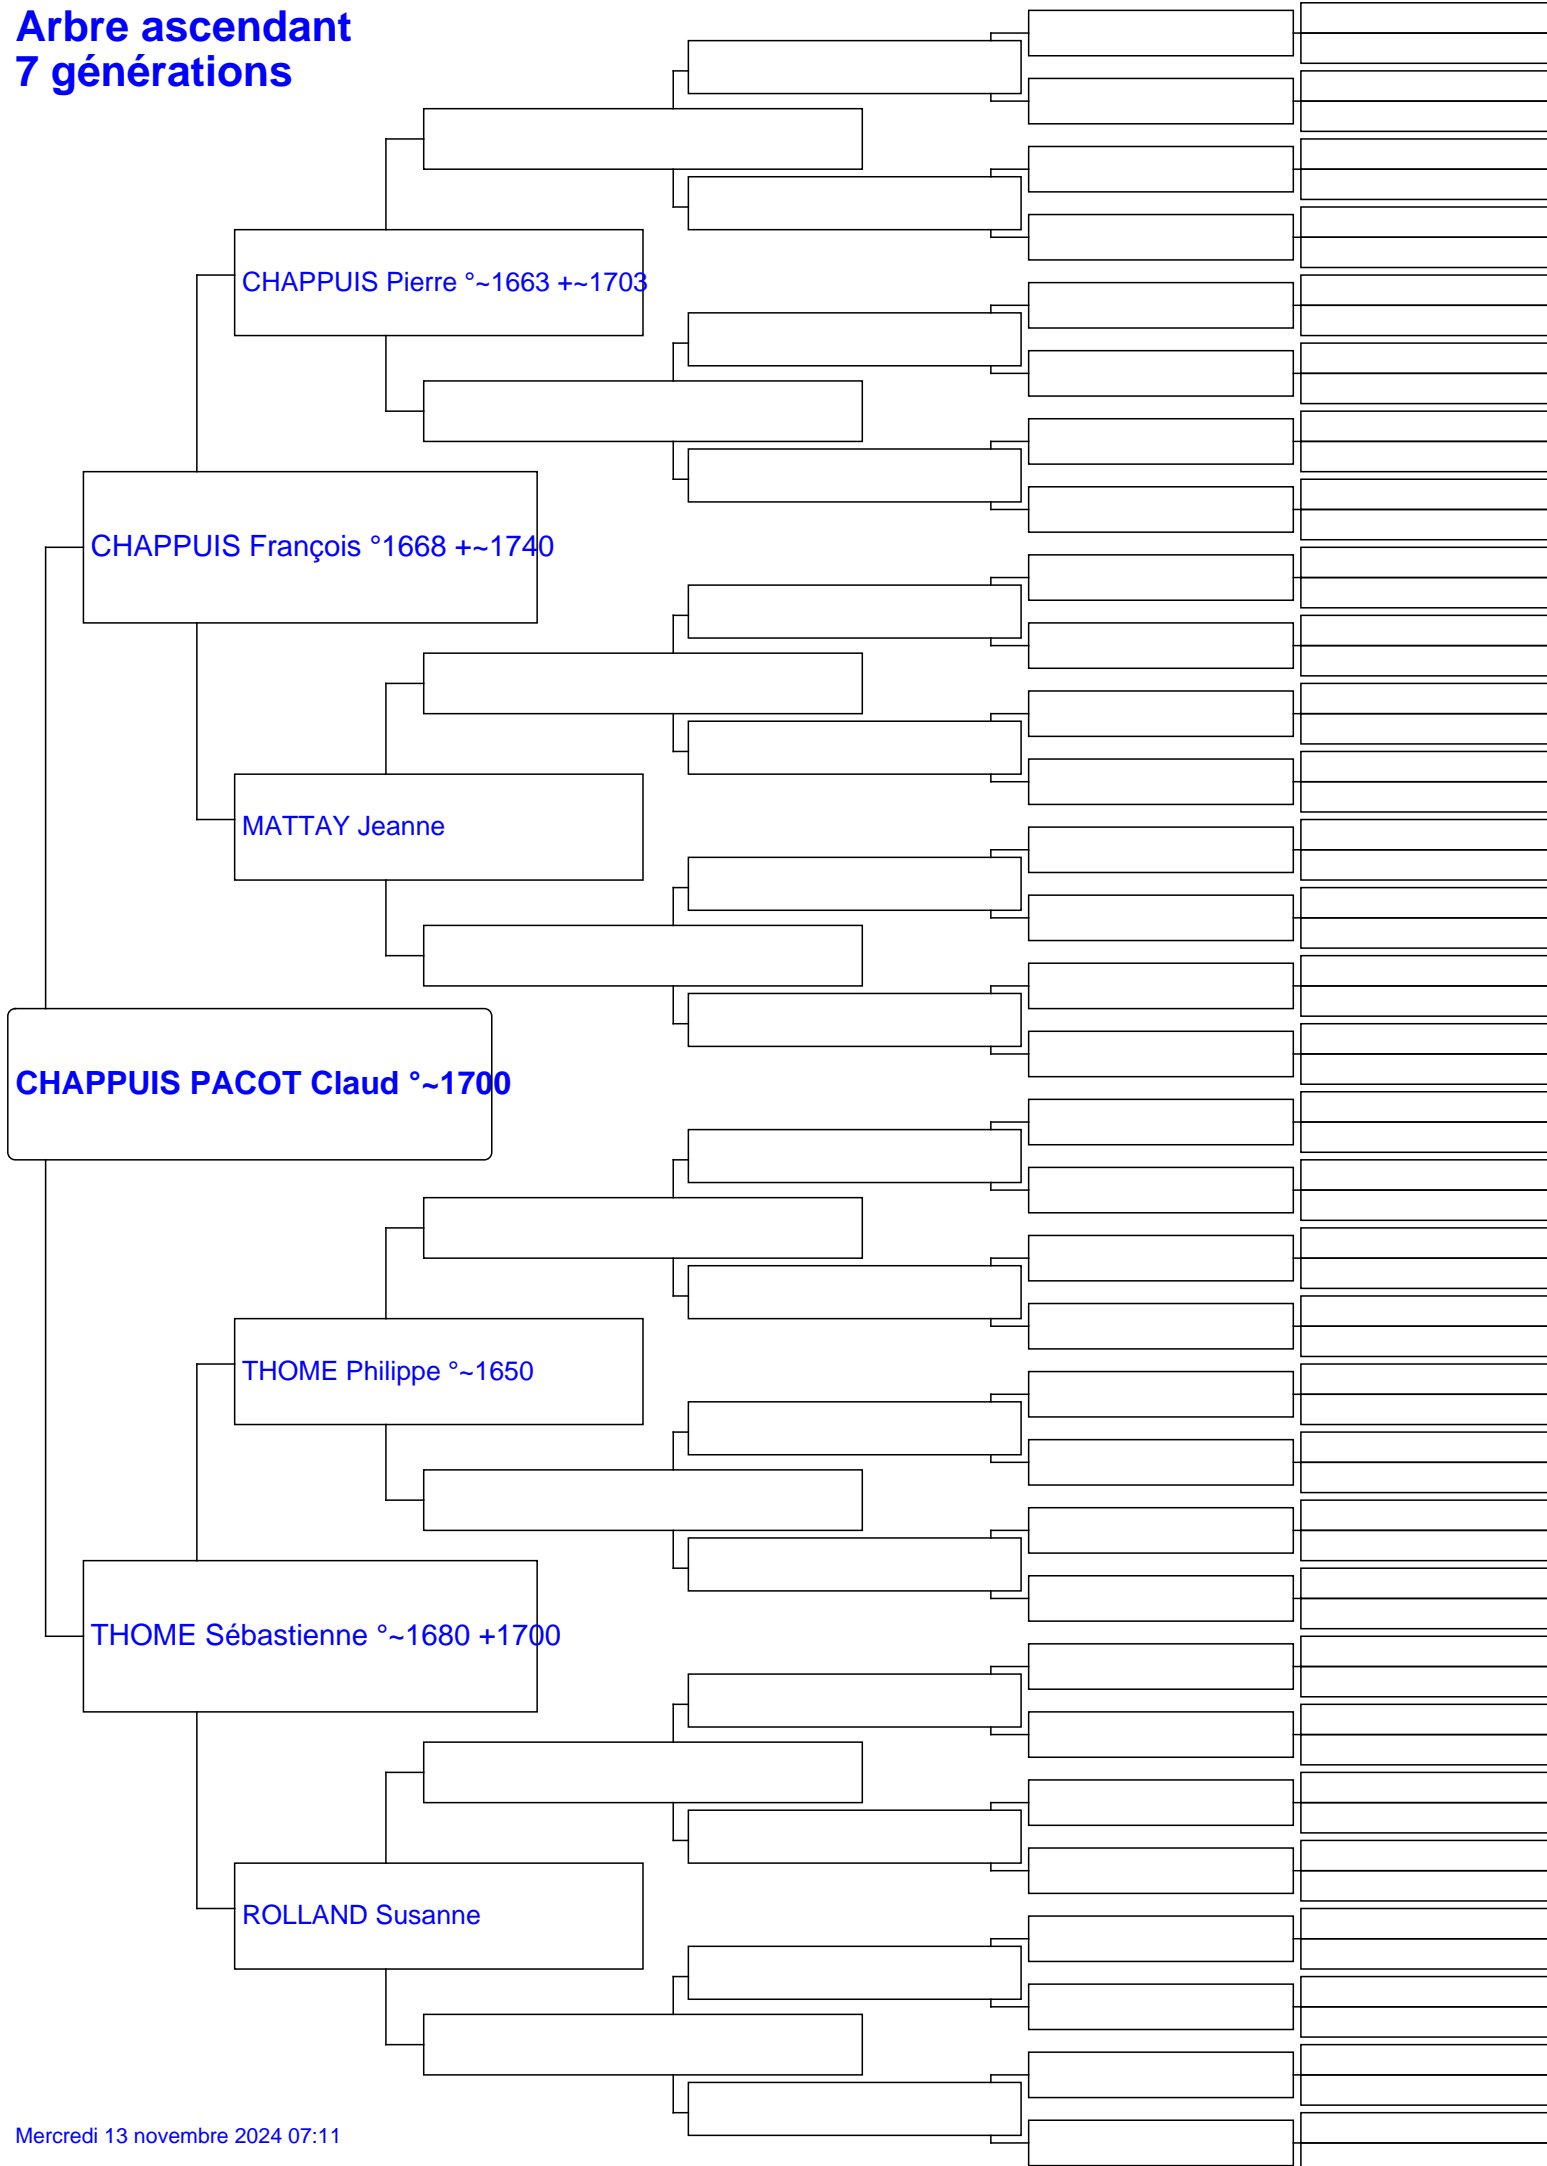 Arbre ascendant
7 générations
CHAPPUIS Pierre °~1663 +~1703
CHAPPUIS François °1668 +~1740
MATTAY Jeanne
CHAPPUIS PACOT Claud °~1700
THOME Philippe °~1650
THOME Sébastienne °~1680 +1700
ROLLAND Susanne
Mercredi 13 novembre 2024 07:11